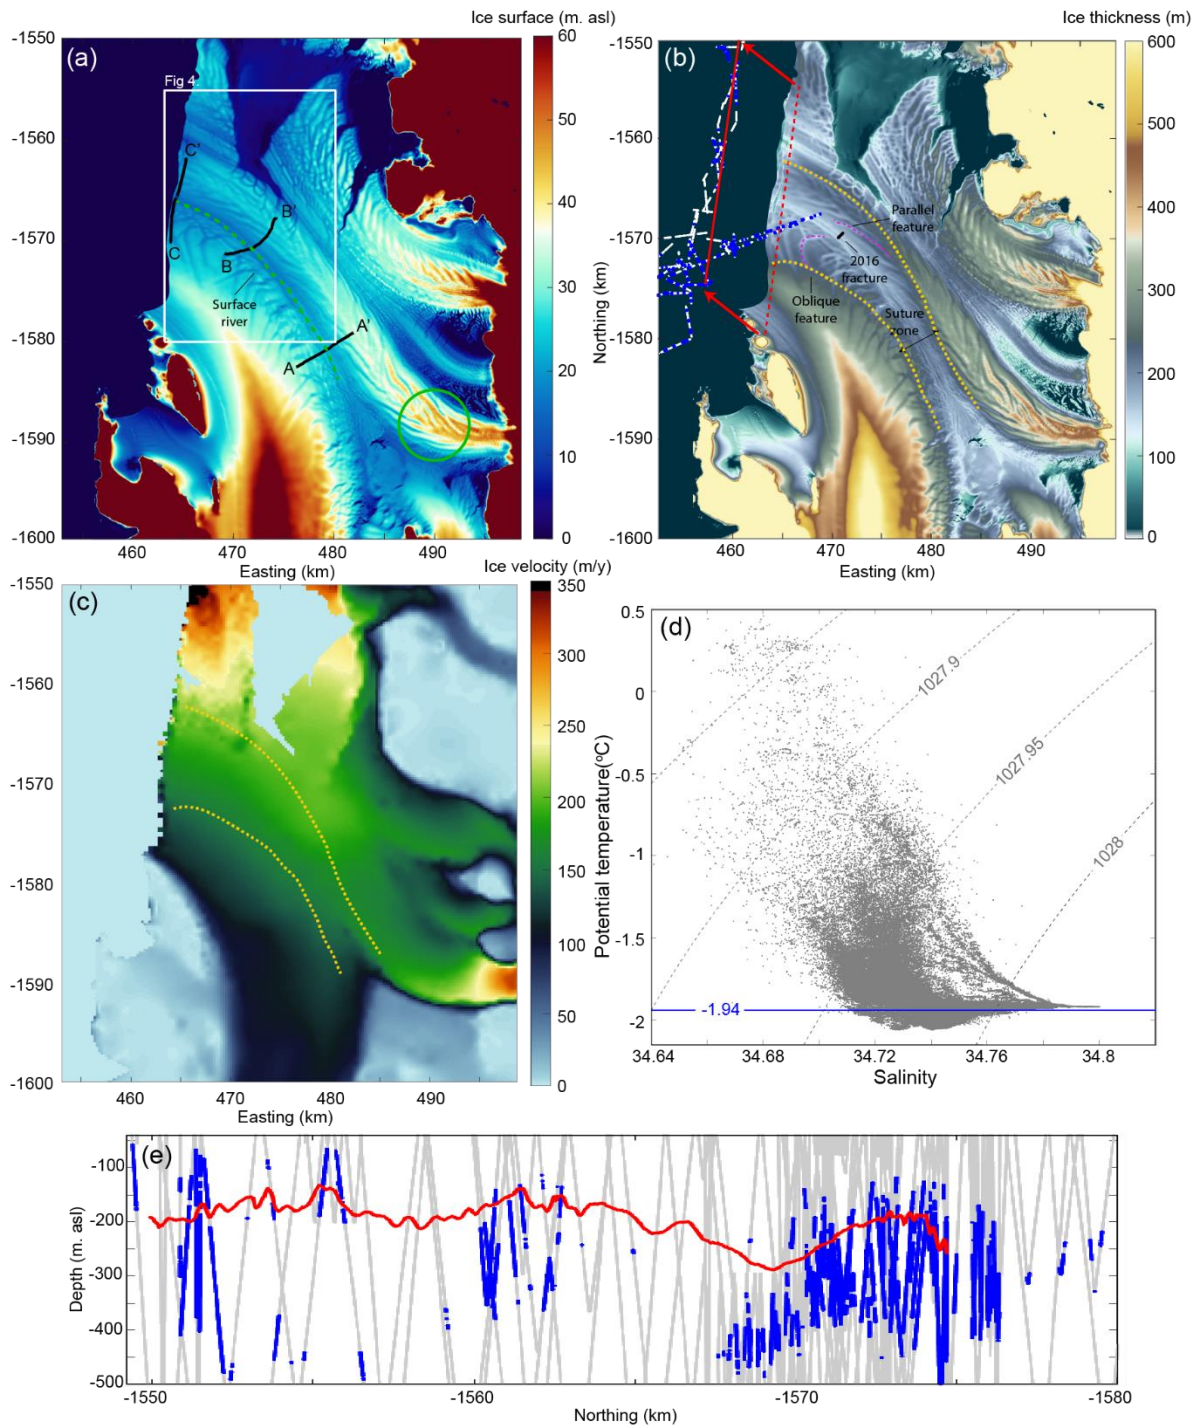 Ice surface (m. asl)
Ice thickness (m)
(a)
Fig 4.
C'
C
B'
B
Surface
river
A'
A
-1550
-1560
-1570
-1580
-1590
-1600
460
470
480
490
Easting (km)
60
50
40
30
20
10
0
(b)
Parallel
feature
2016
fracture
Oblique
feature
Suture
zone
Northing (km)
-1550
-1560
-1570
-1580
-1590
-1600
460
470
480
490
Easting (km)
600
500
400
300
200
100
0
Ice velocity (m/y)
(c)
-1550
-1560
-1570
-1580
-1590
-1600
460
470
480
490
Easting (km)
350
300
250
200
150
100
50
0
(d)
Potential temperature(ºC)
0.5
0
-0.5
-1
-1.5
-2
1027.9
1027.95
1028
-1.94
34.64
34.68
34.72
34.76
34.8
Salinity
(e)
Depth (m. asl)
-100
-200
-300
-400
-500
-1550
-1560
-1570
-1580
Northing (km)